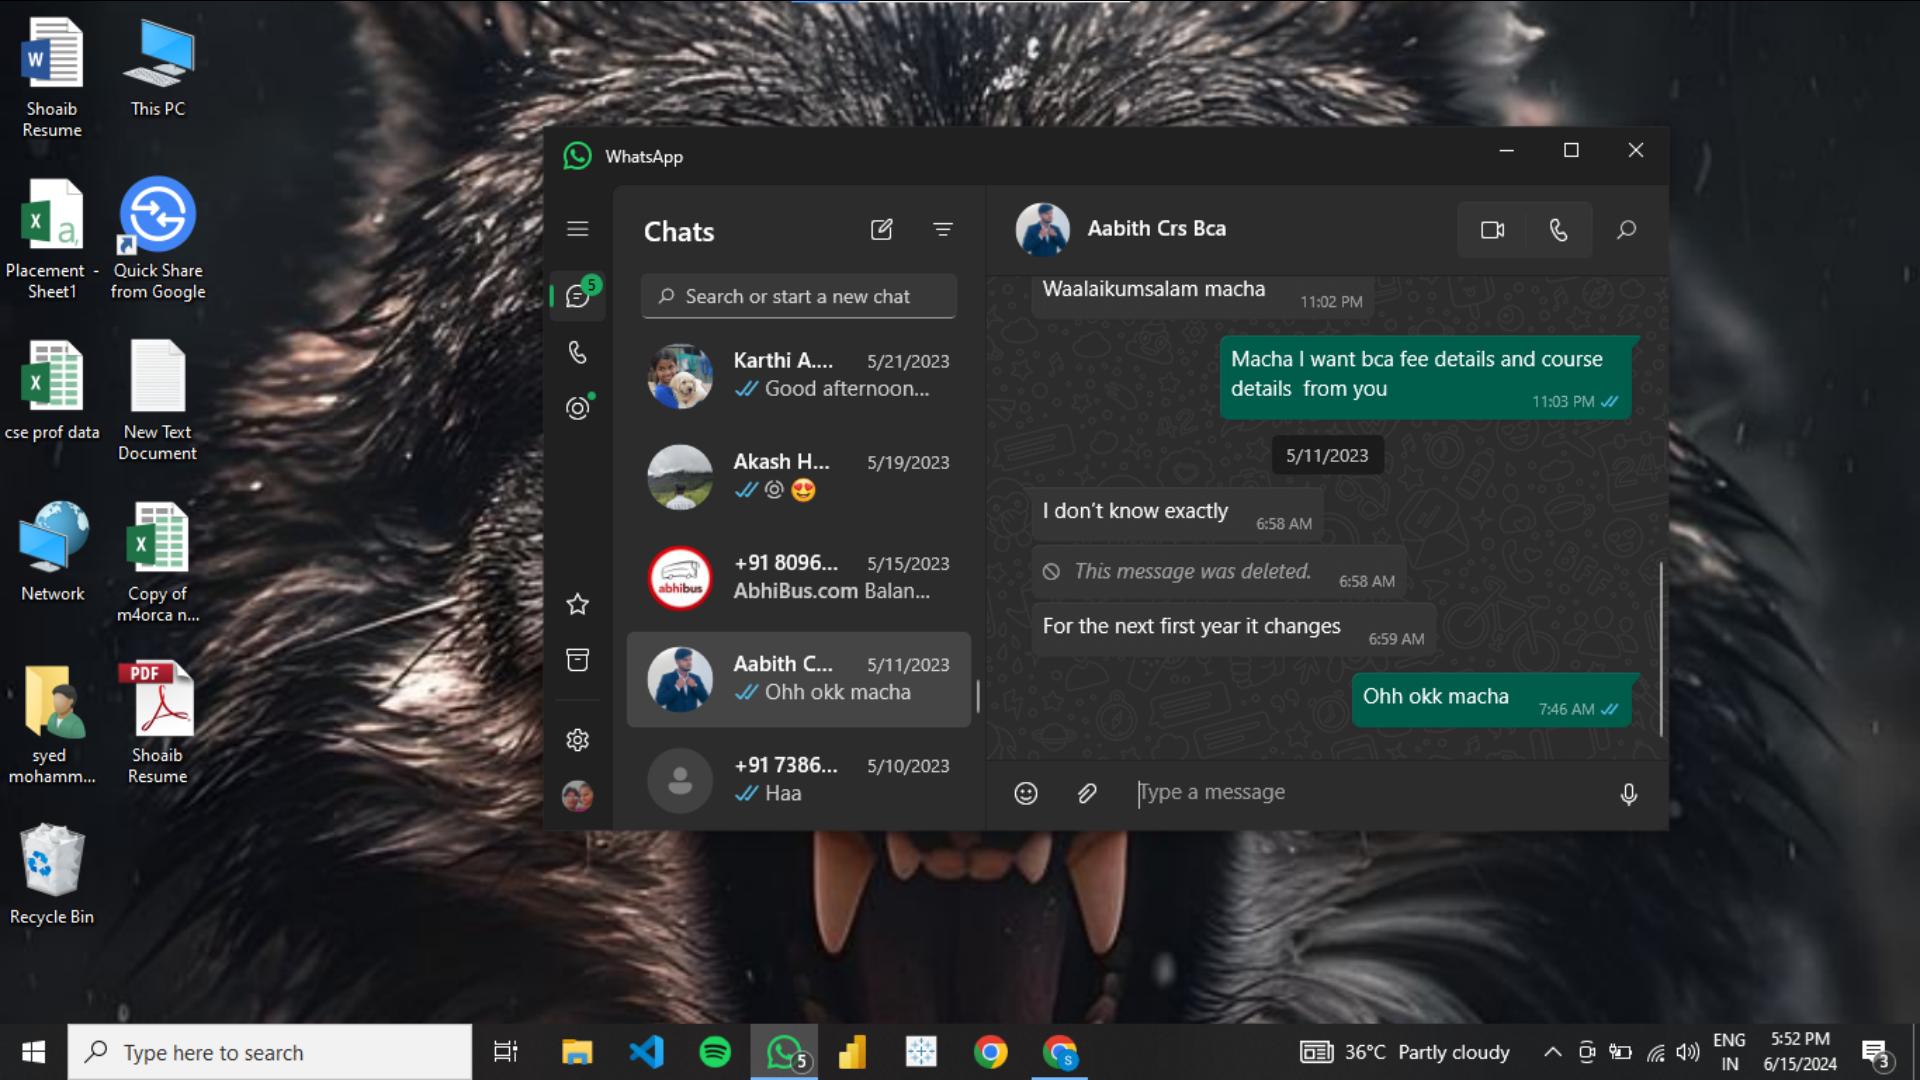 Shoaib
Resume
This PC
Placement -
Sheet1
Quick Share
from Google
cse prof data
New Text
Document
Network
Copy of
m4orca n...
syed
mohamm...
PDF
Shoaib
Resume
Recycle Bin
WhatsApp
Chats
5
Search or start a new chat
Karthi A.... 5/21/2023
Good afternoon...
Akash H... 5/19/2023
+91 8096... 5/15/2023
abhibus
AbhiBus.com Balan...
Aabith C... 5/11/2023
Ohh okk macha
+91 7386... 5/10/2023
Haa
Aabith Crs Bca
Waalaikumsalam macha 11:02 PM
Macha I want bca fee details and course
details  from you
11:03 PM
5/11/2023
I don’t know exactly 6:58 AM
This message was deleted. 6:58 AM
For the next first year it changes 6:59 AM
Ohh okk macha 7:46 AM
Type a message
Type here to search
5
S
36°C Partly cloudy
ENG
IN
5:52 PM
6/15/2024
3